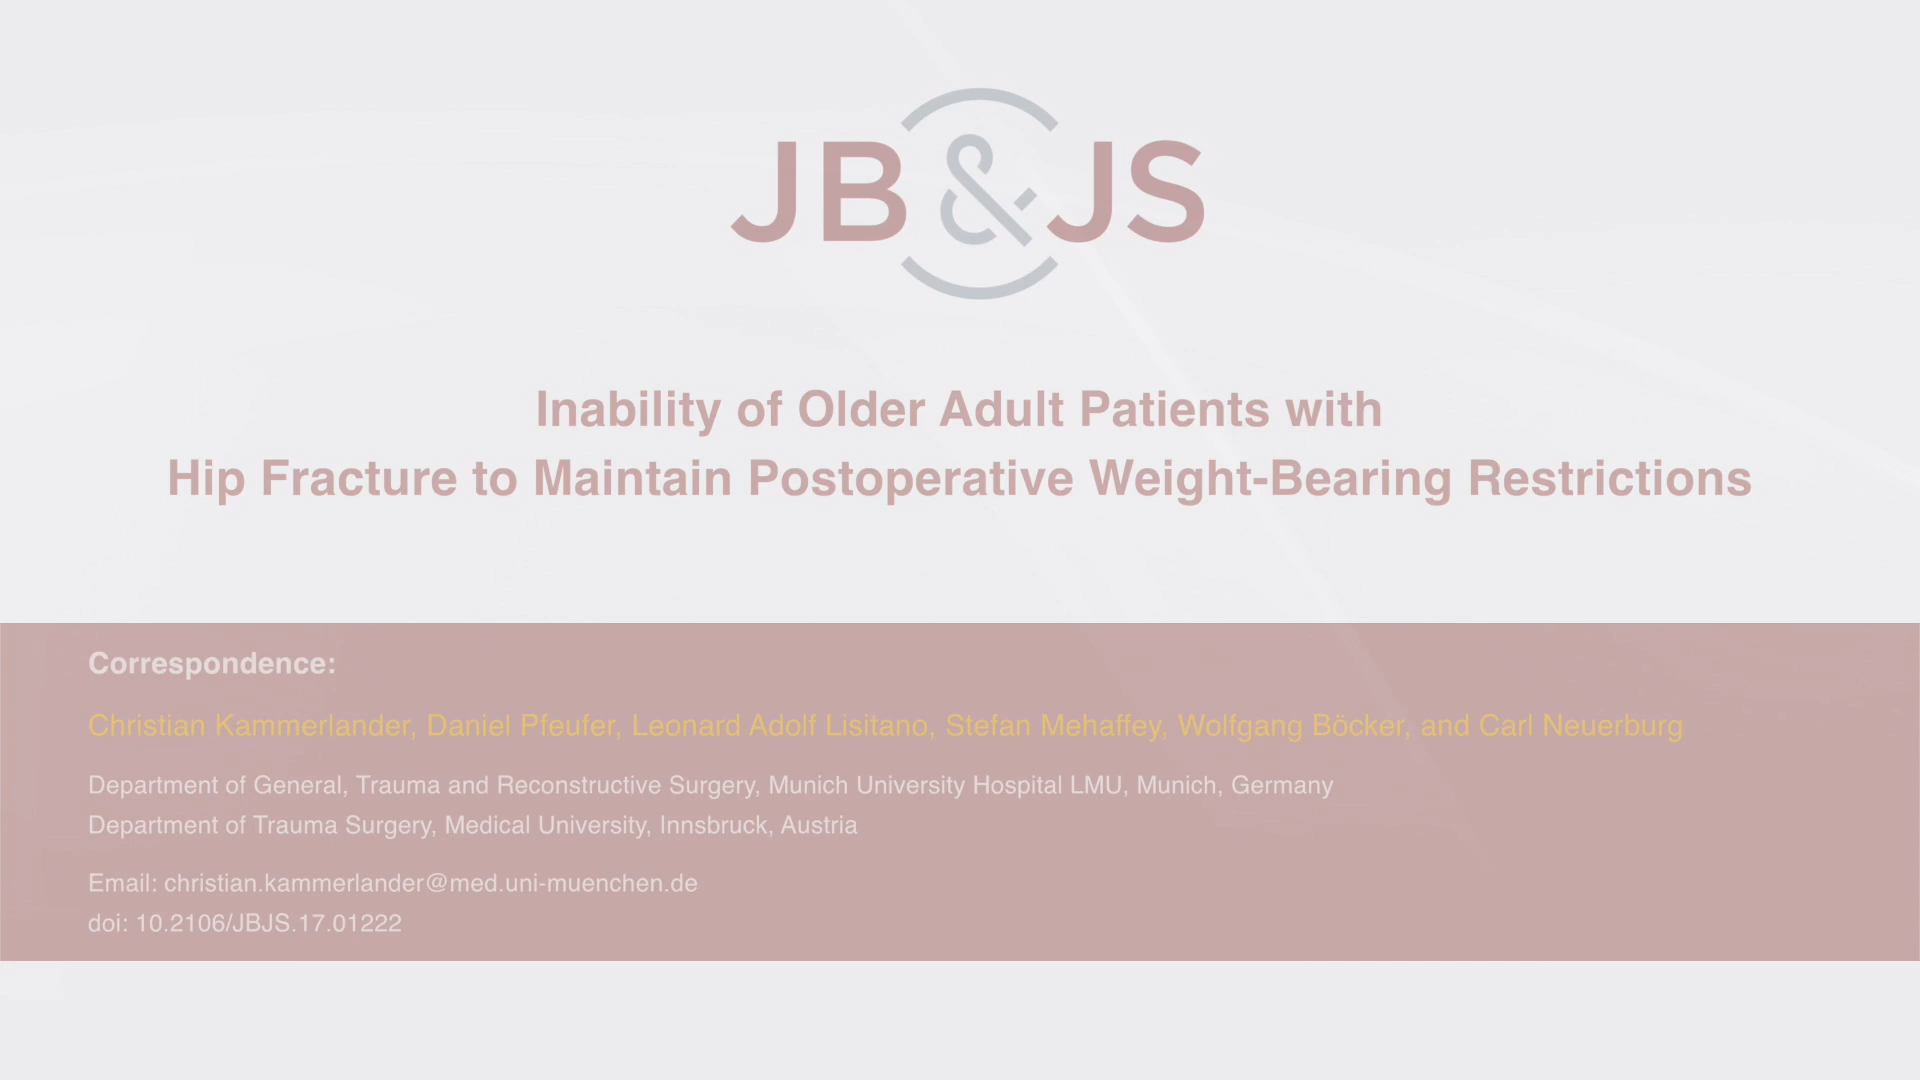 JB&JS
Inability of Older Adult Patients with
Hip Fracture to Maintain Postoperative Weight-Bearing Restrictions
Correspondence:
Christian Kammerlander, Daniel Pfeufer, Leonard Adolf Lisitano, Stefan Mehaffey, Wolfgang Böcker, and Carl Neuerburg
Department of General, Trauma and Reconstructive Surgery, Munich University Hospital LMU, Munich, Germany
Department of Trauma Surgery, Medical University, Innsbruck, Austria
Email: christian.kammerlander@med.uni-muenchen.de
doi: 10.2106/JBJS.17.01222